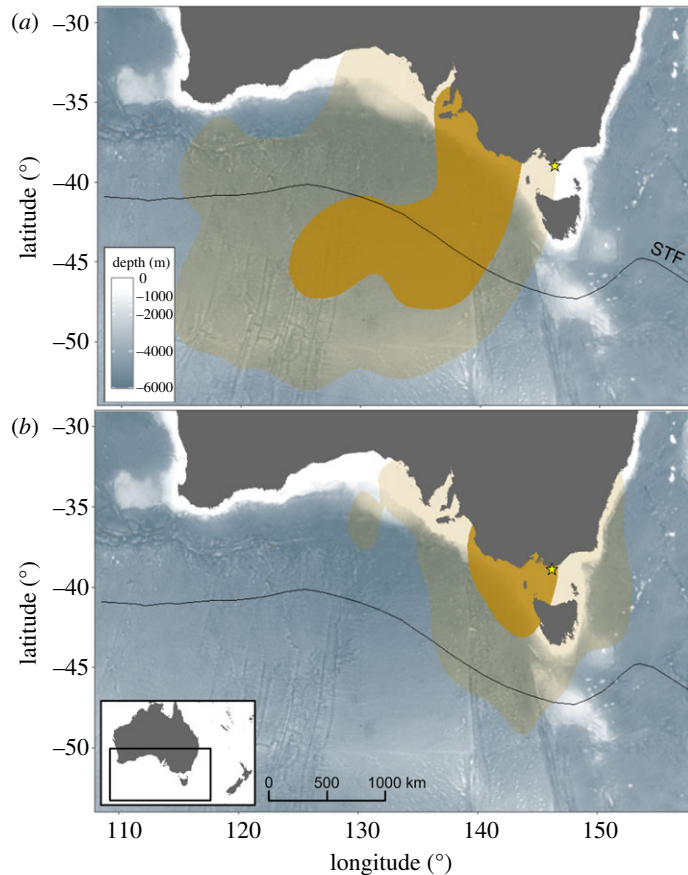 (a)
–30
–35
–40
–45
–50
latitude (°)
STF
depth (m)
0
–1000
–2000
–4000
–6000
(b)
–30
–35
–40
–45
–50
latitude (°)
0 500 1000 km
110 120 130 140 150
longitude (°)